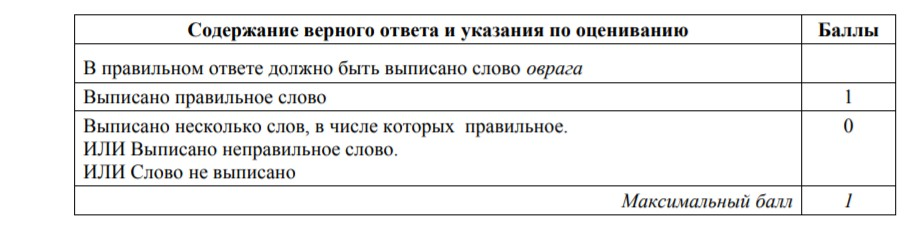 Содержание верного ответа и указания по оцениванию Баллы
В правильном ответе должно быть выписано слово оврага
Выписано правильное слово 1
Выписано несколько слов, в числе которых правильное. 0
ИЛИ Выписано неправильное слово.
ИЛИ Слово не выписано
Максимальный балл 1